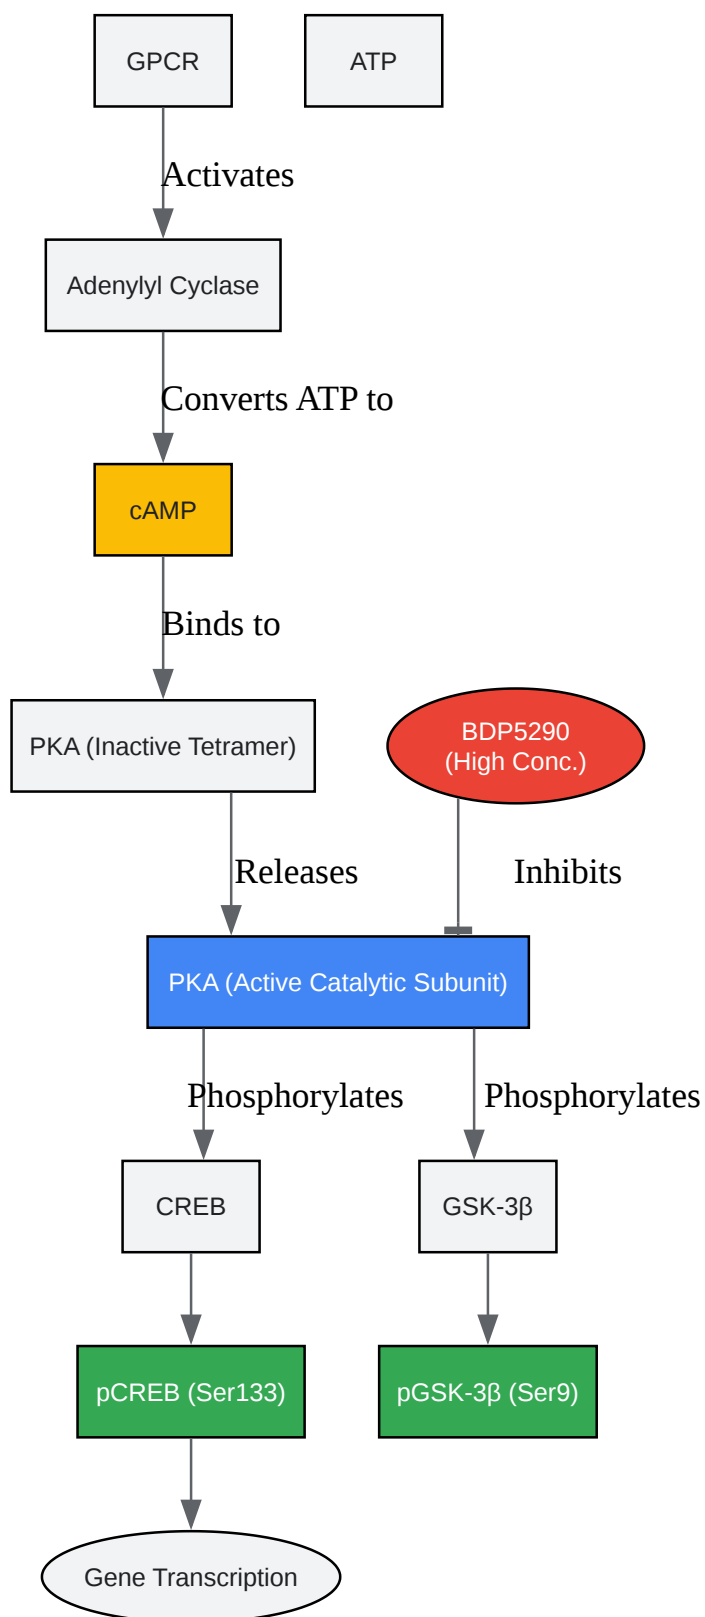 GPCR
ATP
Activates
Adenylyl Cyclase
Converts ATP to
cAMP
Binds to
PKA (Inactive Tetramer)
BDP5290
(High Conc.)
Releases
Inhibits
PKA (Active Catalytic Subunit)
Phosphorylates
Phosphorylates
CREB
GSK-3β
pCREB (Ser133)
pGSK-3β (Ser9)
Gene Transcription